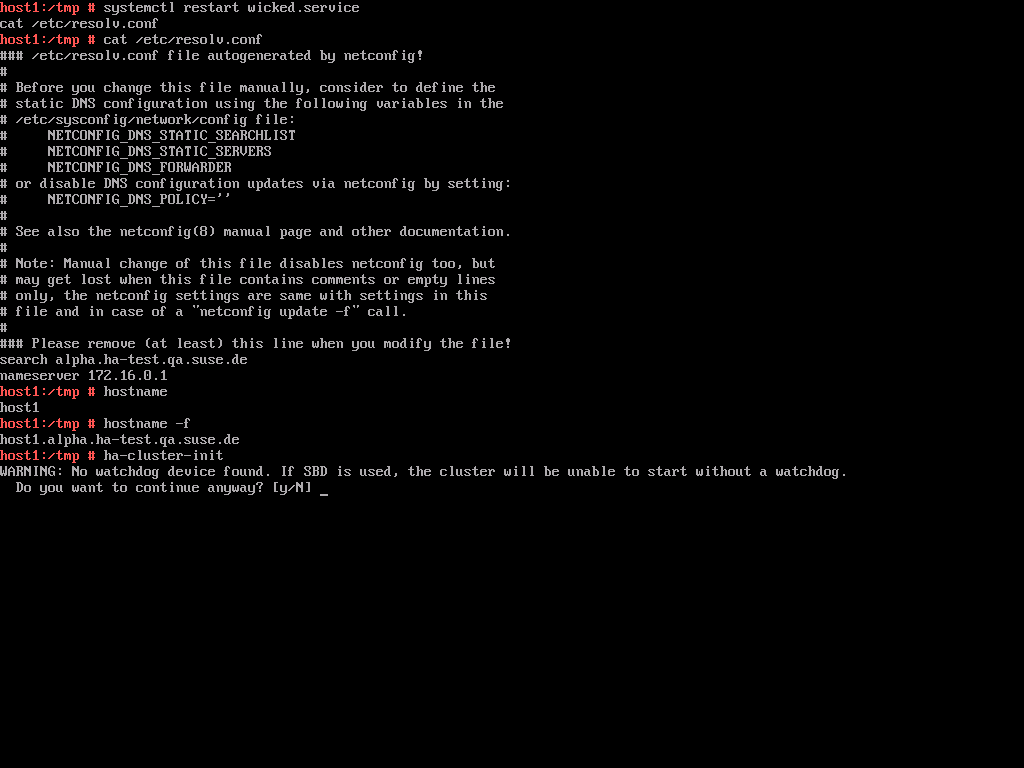 host1:/tmp # systemctl restart wicked.service
cat /etc/resolv.conf
host1:/tmp # cat /etc/resolv.conf
### /etc/resolv.conf file autogenerated by netconfig!
#
# Before you change this file manually, consider to define the
# static DNS configuration using the following variables in the
# /etc/sysconfig/network/config file:
#     NETCONFIG_DNS_STATIC_SEARCHLIST
#     NETCONFIG_DNS_STATIC_SERVERS
#     NETCONFIG_DNS_FORWARDER
# or disable DNS configuration updates via netconfig by setting:
#     NETCONFIG_DNS_POLICY=''
#
# See also the netconfig(8) manual page and other documentation.
#
# Note: Manual change of this file disables netconfig too, but
# may get lost when this file contains comments or empty lines
# only, the netconfig settings are same with settings in this
# file and in case of a "netconfig update -f" call.
#
### Please remove (at least) this line when you modify the file!
search alpha.ha-test.qa.suse.de
nameserver 172.16.0.1
host1:/tmp # hostname
host1
host1:/tmp # hostname -f
host1.alpha.ha-test.qa.suse.de
host1:/tmp # ha-cluster-init
WARNING: No watchdog device found. If SBD is used, the cluster will be unable to start without a watchdog.
  Do you want to continue anyway? [y/N] _